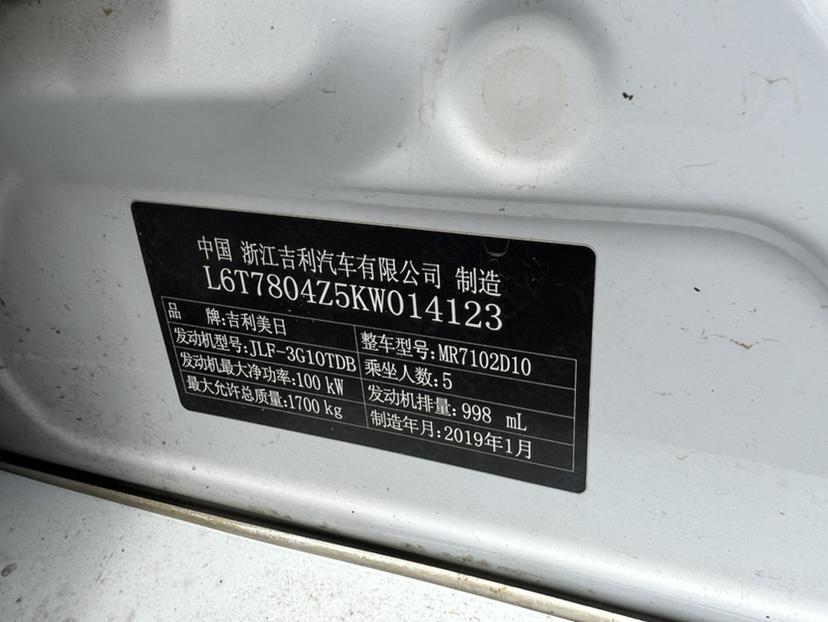 中国 浙江吉利汽车有限公司 制造
L6T7804Z5KW014123
品 牌:吉利美日
整车型号:MR7102D10
发动机型号:JLF-3G10TDB
乘坐人数:5
发动机最大净功率:100 kW
发动机排量:998 mL
最大允许总质量:1700 kg
制造年月:2019年1月